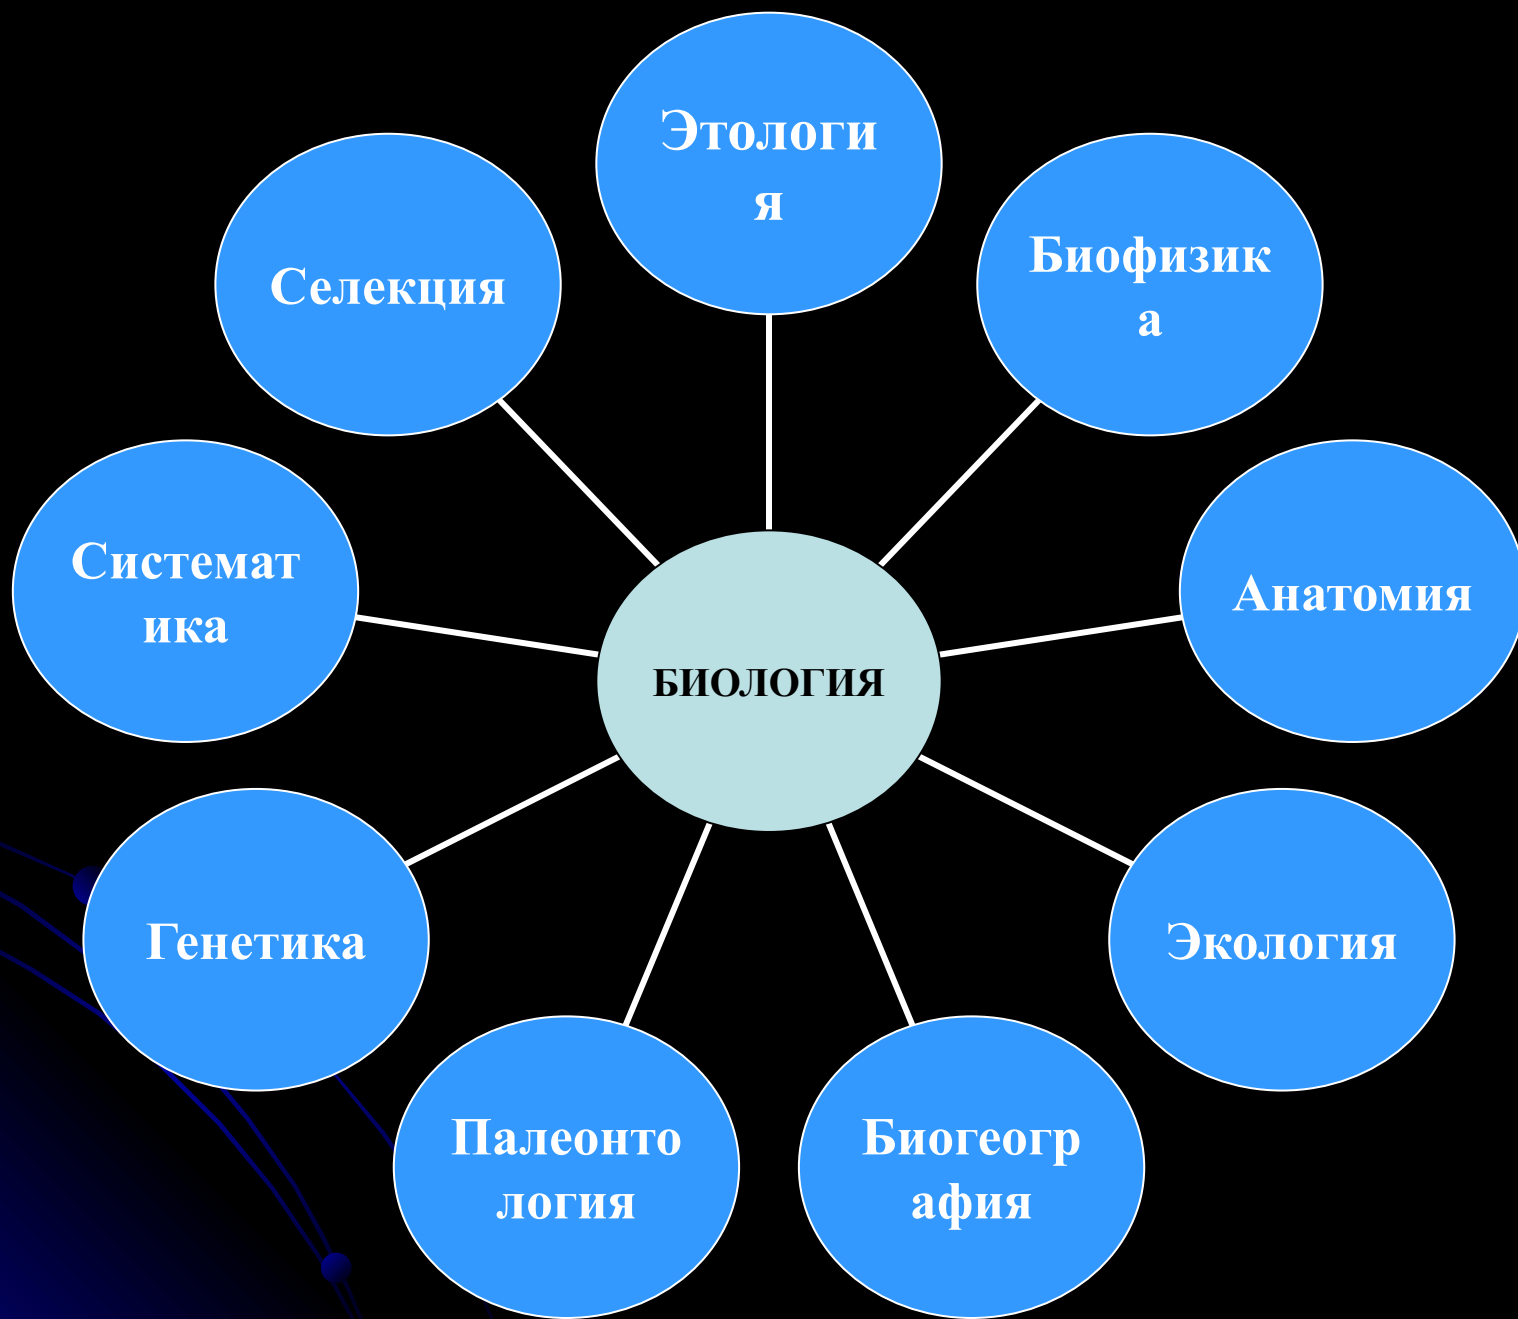 Этологи
я
Биофизик
а
Анатомия
Экология
Биогеогр
афия
Палеонто
логия
Генетика
Системат
ика
Селекция
БИОЛОГИЯ